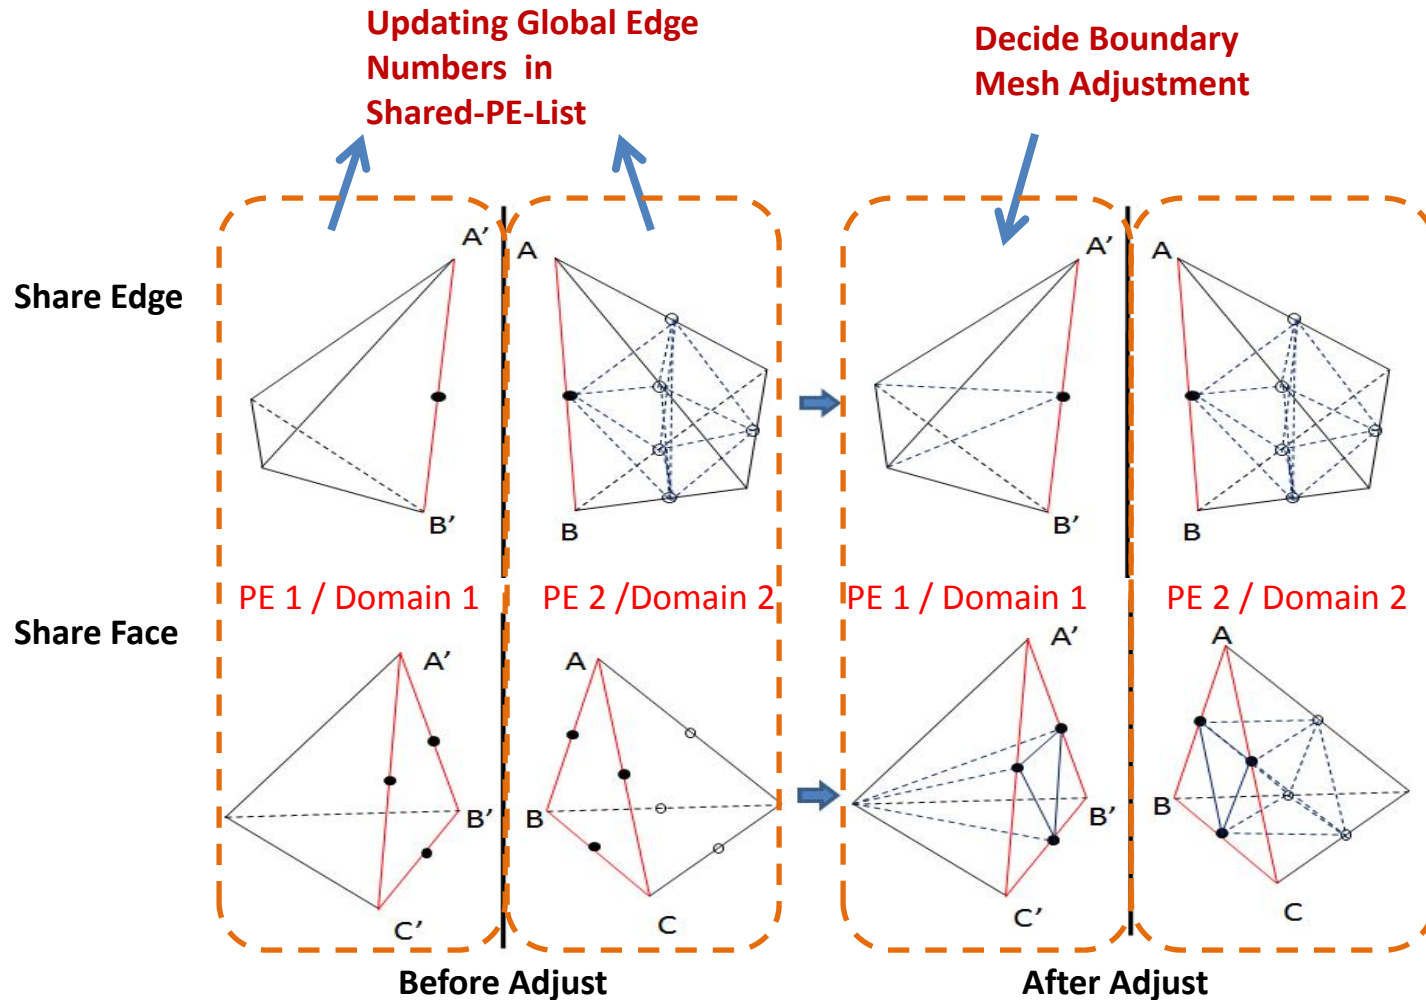 Updating Global Edge
Numbers in
Shared-PE-List
Decide Boundary
Mesh Adjustment
Share Edge
A'
A
A'
A
B'
B
B'
B
PE 1 / Domain 1
PE 2 /Domain 2
PE 1 / Domain 1
PE 2 / Domain 2
Share Face
A'
A
A'
A
B'
B
B'
B
C'
C
C'
C
Before Adjust
After Adjust